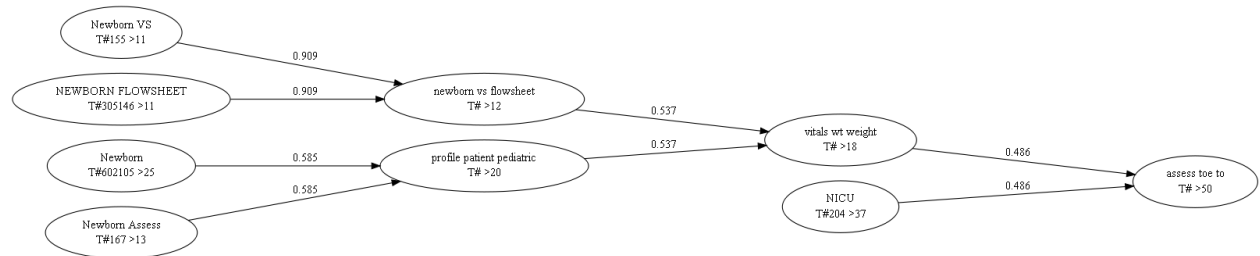 Newborn VS
T#155 >11
0.909
NEWBORN FLOWSHEET
T#305146 >11
0.909
newborn vs flowsheet
T# >12
0.537
Newborn
T#602105 >25
0.585
profile patient pediatric
T# >20
0.537
Newborn Assess
T#167 >13
0.585
vitals wt weight
T# >18
0.486
NICU
T#204 >37
0.486
assess toe to
T# >50